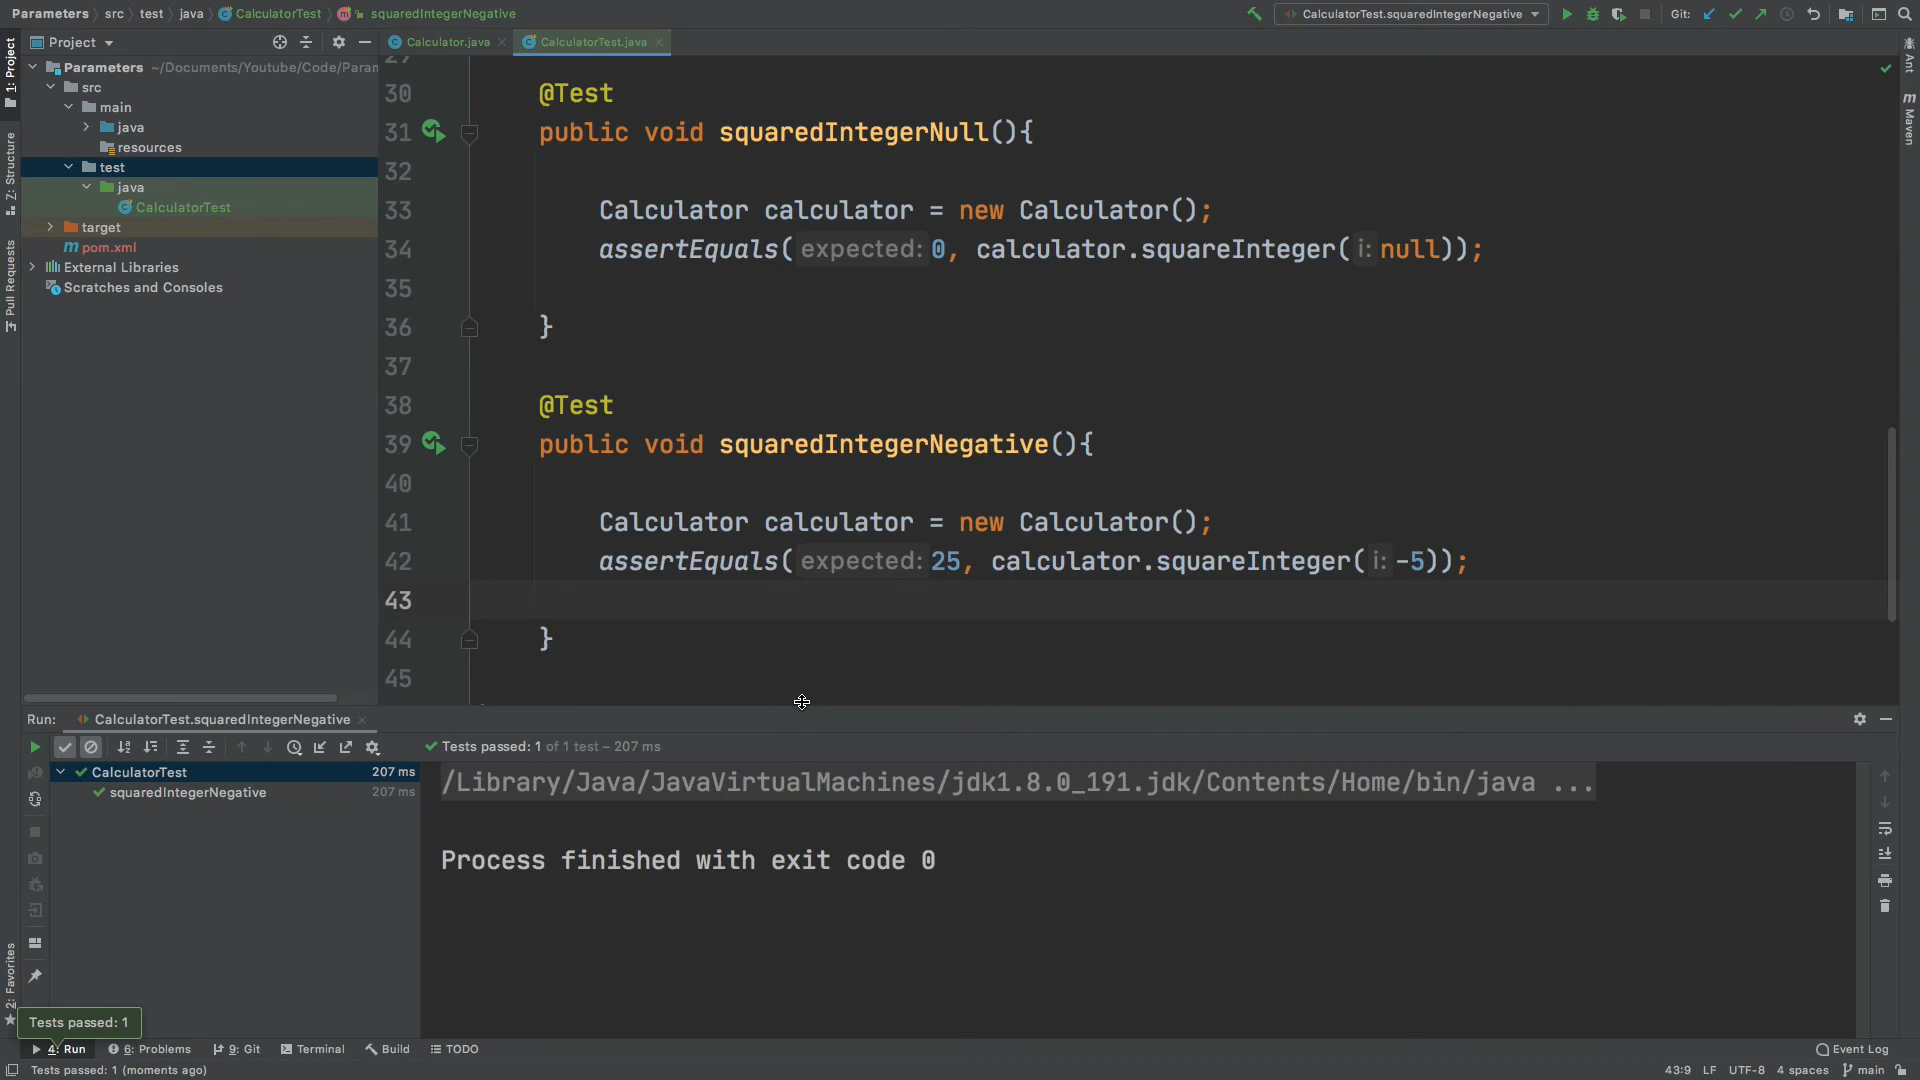 Parameters src test java CalculatorTest squaredIntegerNegative
CalculatorTest.squaredIntegerNegative Git:
Project
Calculator.java CalculatorTest.java
1: Project
Z: Structure
Pull Requests
2: Favorites
Ant
Maven
Parameters ~/Documents/Youtube/Code/Param
src
main
java
resources
test
java
CalculatorTest
target
pom.xml
External Libraries
Scratches and Consoles
30 @Test
31 public void squaredIntegerNull(){
32
33 Calculator calculator = new Calculator();
34 assertEquals( expected: 0, calculator.squareInteger( i: null));
35
36 }
37
38 @Test
39 public void squaredIntegerNegative(){
40
41 Calculator calculator = new Calculator();
42 assertEquals( expected: 25, calculator.squareInteger( i: -5));
43
44 }
45
Run: CalculatorTest.squaredIntegerNegative
Tests passed: 1 of 1 test – 207 ms
CalculatorTest 207 ms
squaredIntegerNegative 207 ms
/Library/Java/JavaVirtualMachines/jdk1.8.0_191.jdk/Contents/Home/bin/java ...
Process finished with exit code 0
Tests passed: 1
4: Run 6: Problems 9: Git Terminal Build TODO Event Log
Tests passed: 1 (moments ago) 43:9 LF UTF-8 4 spaces main